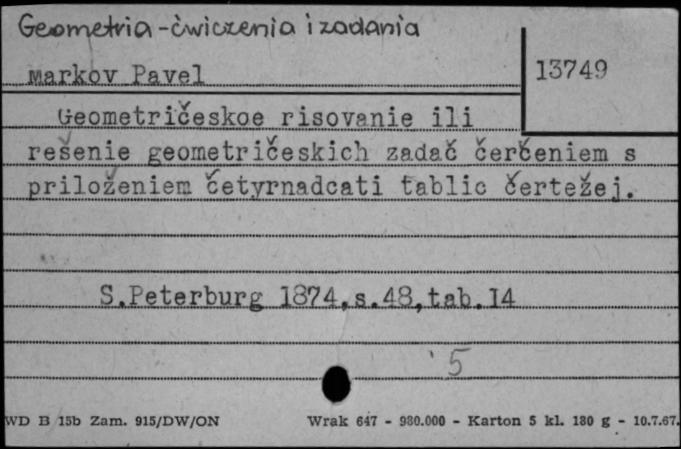 Geometria - ćwiczenia i zadania
Markov Pavel
13749
Geometričeskoe risovanie ili
rešenie geometričeskich zadač čerčeniem s
priloženiem četyrnadcati tablic čertežej.
S.Peterburg 1874,s.48,tab.I4
5
WD B 15b Zam. 915/DW/ON
Wrak 647 - 980.000 - Karton 5 kl. 180 g - 10.7.67.